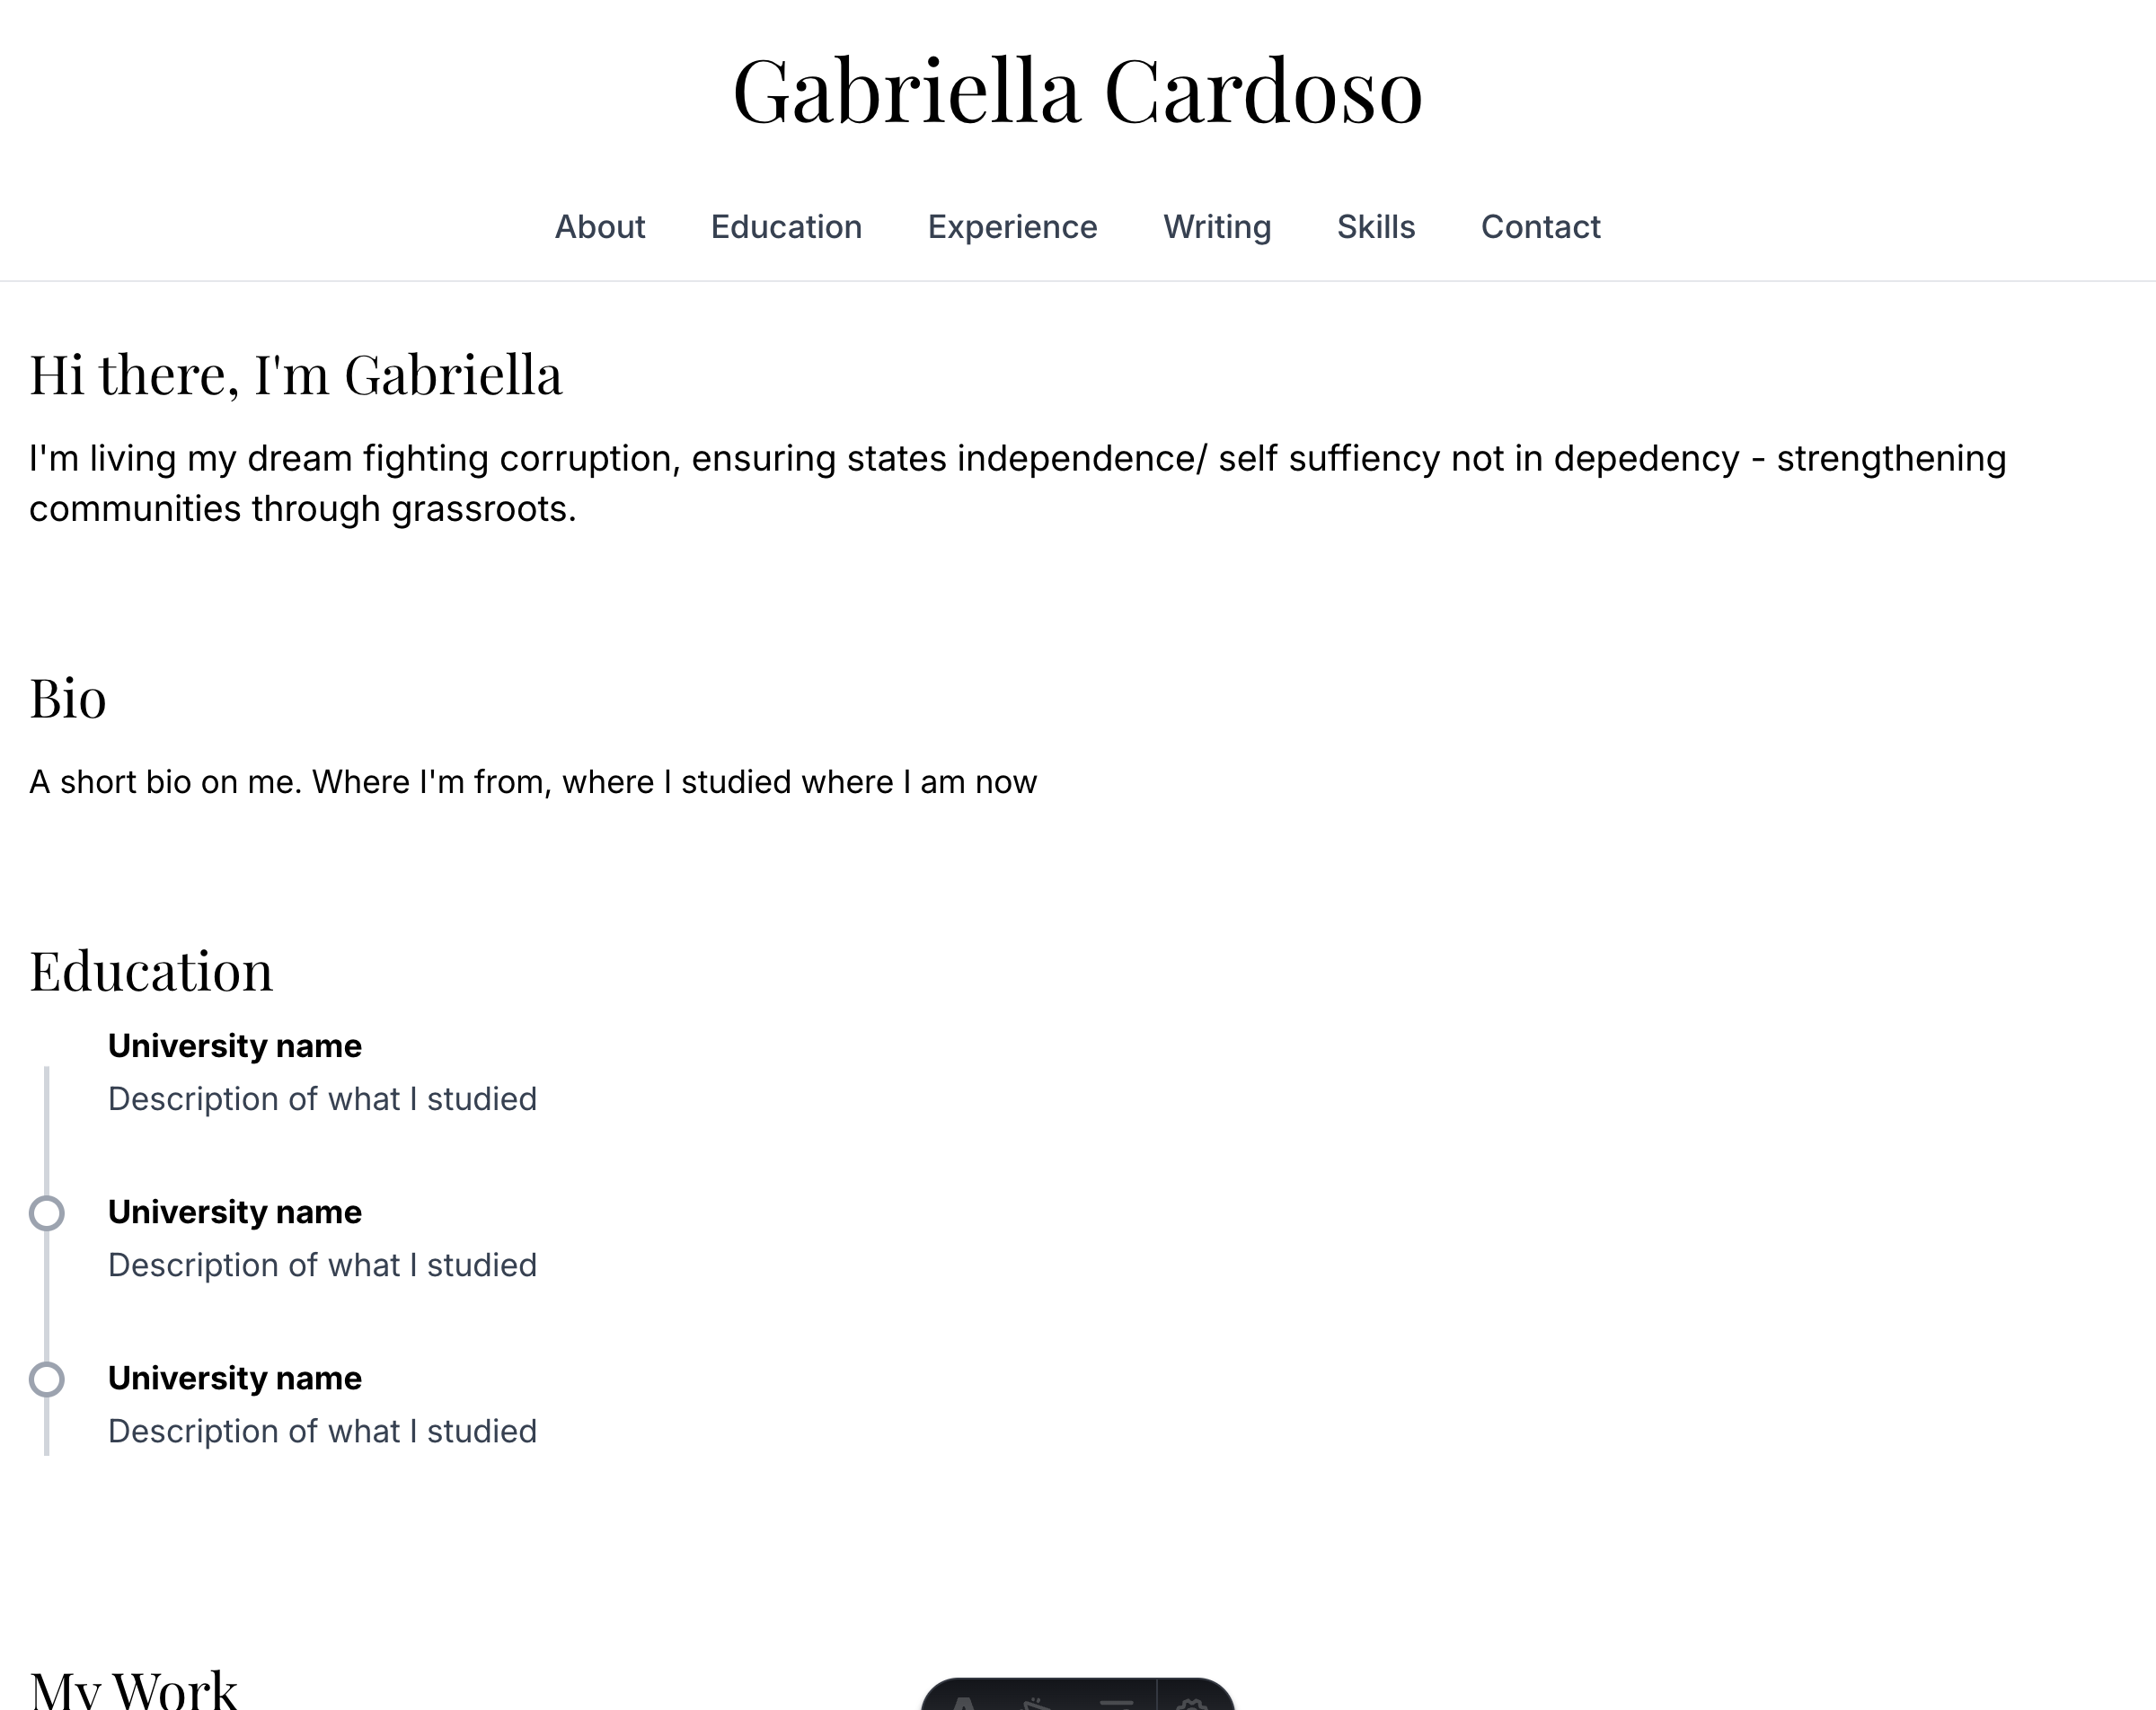 Gabriella Cardoso
About Education Experience Writing Skills Contact
Hi there, I'm Gabriella
I'm living my dream fighting corruption, ensuring states independence/ self suffiency not in depedency - strengthening
communities through grassroots.
Bio
A short bio on me. Where I'm from, where I studied where I am now
Education
University name
Description of what I studied
University name
Description of what I studied
University name
Description of what I studied
My Work